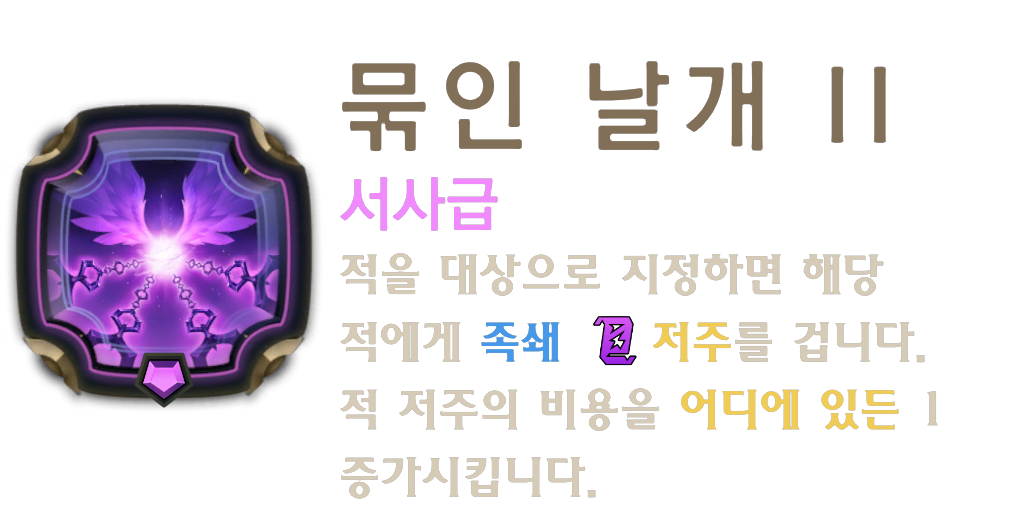 묶인 날개 II
서사급
적을 대상으로 지정하면 해당
적에게 족쇄 저주를 겁니다.
적 저주의 비용을 어디에 있든 1
증가시킵니다.